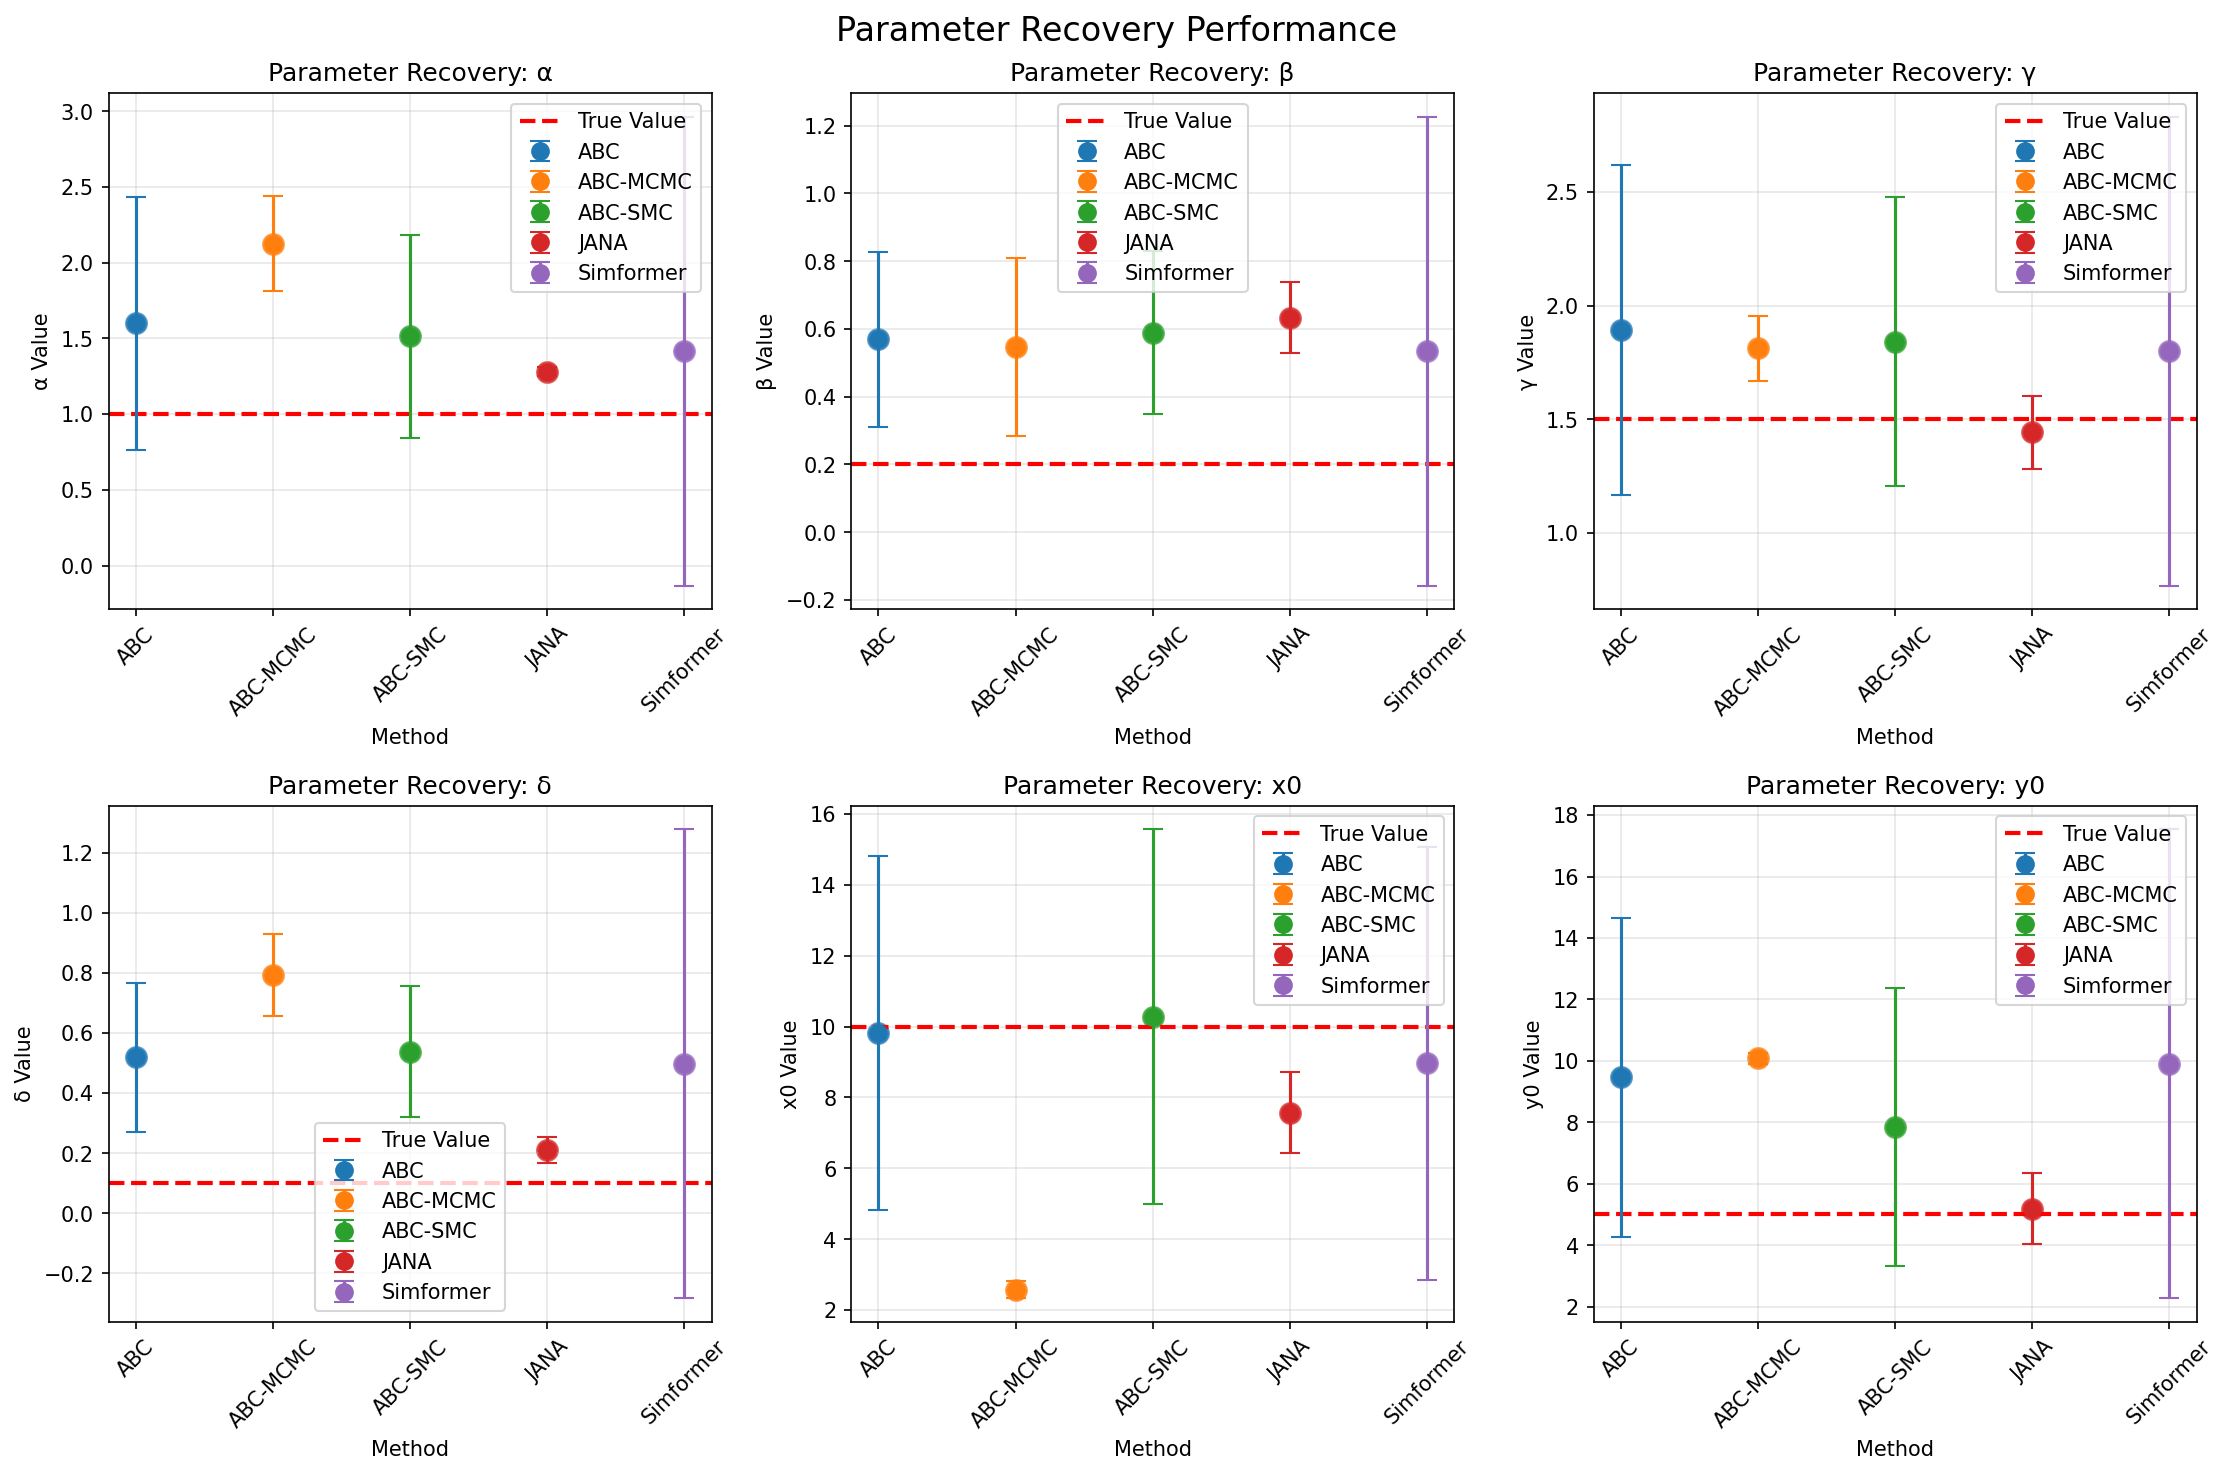 Parameter Recovery Performance
Parameter Recovery: α
α Value
3.0
2.5
2.0
1.5
1.0
0.5
0.0
True Value
ABC
ABC-MCMC
ABC-SMC
JANA
Simformer
ABC
ABC-MCMC
ABC-SMC
JANA
Simformer
Method
Parameter Recovery: β
β Value
1.2
1.0
0.8
0.6
0.4
0.2
0.0
−0.2
True Value
ABC
ABC-MCMC
ABC-SMC
JANA
Simformer
ABC
ABC-MCMC
ABC-SMC
JANA
Simformer
Method
Parameter Recovery: γ
γ Value
2.5
2.0
1.5
1.0
True Value
ABC
ABC-MCMC
ABC-SMC
JANA
Simformer
ABC
ABC-MCMC
ABC-SMC
JANA
Simformer
Method
Parameter Recovery: δ
δ Value
1.2
1.0
0.8
0.6
0.4
0.2
0.0
−0.2
True Value
ABC
ABC-MCMC
ABC-SMC
JANA
Simformer
ABC
ABC-MCMC
ABC-SMC
JANA
Simformer
Method
Parameter Recovery: x0
x0 Value
16
14
12
10
8
6
4
2
True Value
ABC
ABC-MCMC
ABC-SMC
JANA
Simformer
ABC
ABC-MCMC
ABC-SMC
JANA
Simformer
Method
Parameter Recovery: y0
y0 Value
18
16
14
12
10
8
6
4
2
True Value
ABC
ABC-MCMC
ABC-SMC
JANA
Simformer
ABC
ABC-MCMC
ABC-SMC
JANA
Simformer
Method